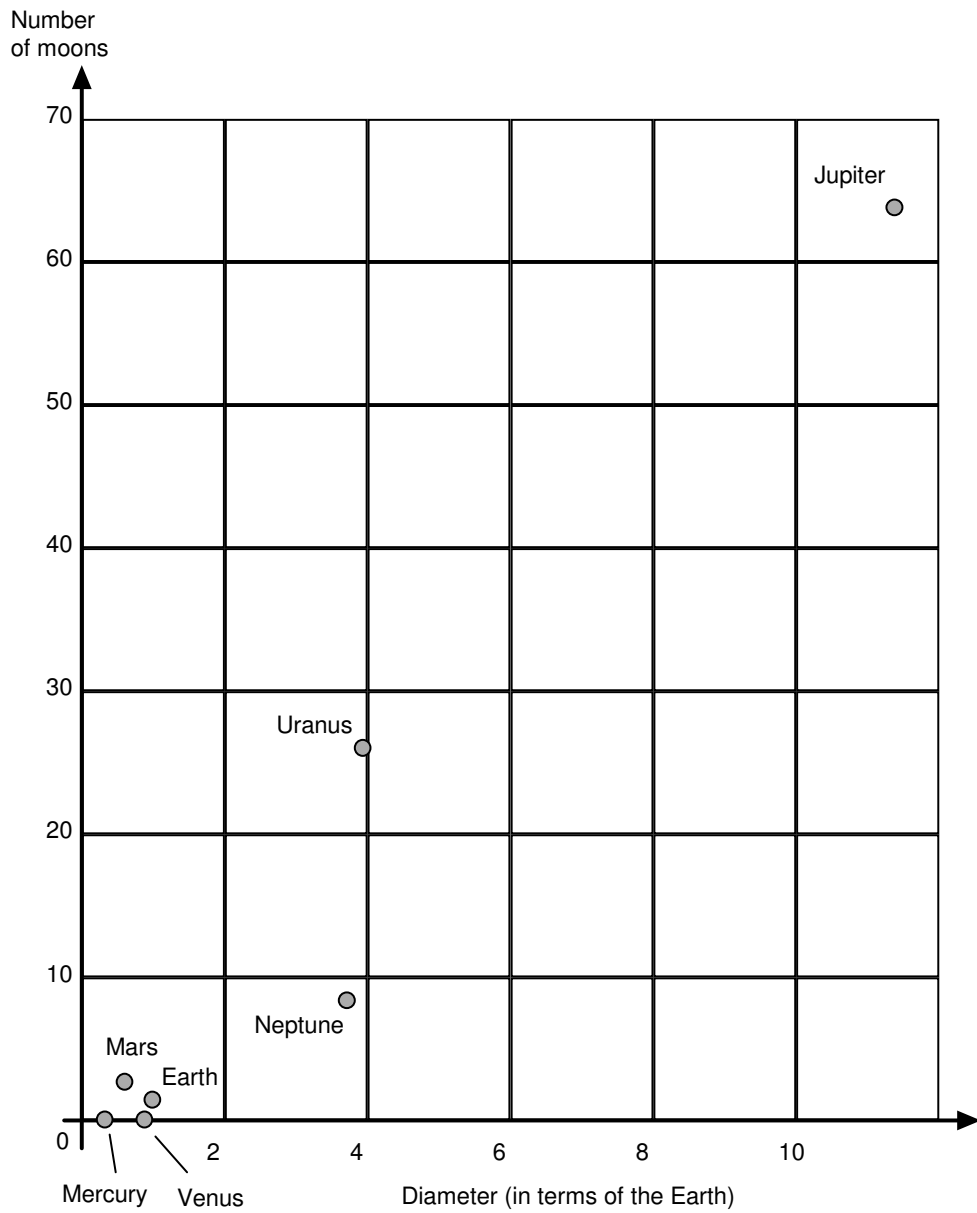 Number
of moons
70
Jupiter
60
50
40
30
Uranus
20
10
Neptune
Mars
Earth
0
2
4
6
8
10
Mercury
Venus
Diameter (in terms of the Earth)